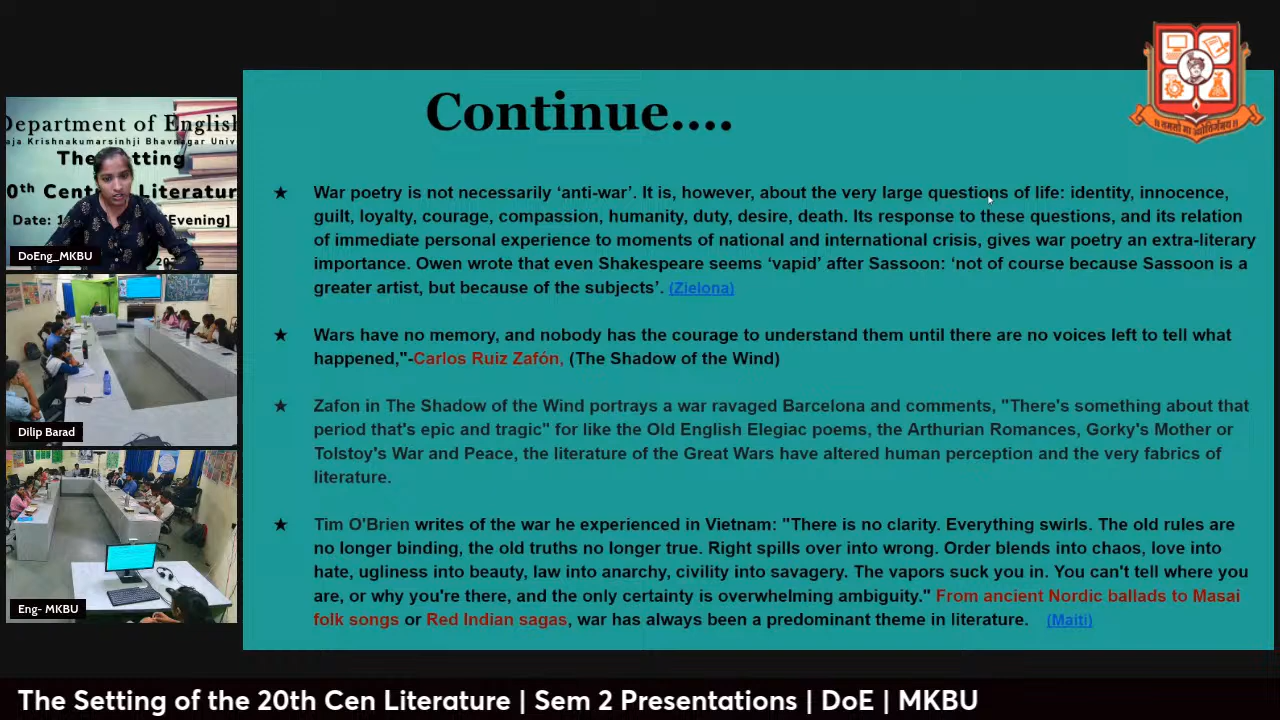 Continue....
★ War poetry is not necessarily ‘anti-war’. It is, however, about the very large questions of life: identity, innocence,
guilt, loyalty, courage, compassion, humanity, duty, desire, death. Its response to these questions, and its relation
of immediate personal experience to moments of national and international crisis, gives war poetry an extra-literary
importance. Owen wrote that even Shakespeare seems ‘vapid’ after Sassoon: ‘not of course because Sassoon is a
greater artist, but because of the subjects’. (Zielona)
★ Wars have no memory, and nobody has the courage to understand them until there are no voices left to tell what
happened,"-Carlos Ruiz Zafón, (The Shadow of the Wind)
★ Zafon in The Shadow of the Wind portrays a war ravaged Barcelona and comments, "There's something about that
period that's epic and tragic" for like the Old English Elegiac poems, the Arthurian Romances, Gorky's Mother or
Tolstoy's War and Peace, the literature of the Great Wars have altered human perception and the very fabrics of
literature.
★ Tim O'Brien writes of the war he experienced in Vietnam: "There is no clarity. Everything swirls. The old rules are
no longer binding, the old truths no longer true. Right spills over into wrong. Order blends into chaos, love into
hate, ugliness into beauty, law into anarchy, civility into savagery. The vapors suck you in. You can't tell where you
are, or why you're there, and the only certainty is overwhelming ambiguity." From ancient Nordic ballads to Masai
folk songs or Red Indian sagas, war has always been a predominant theme in literature. (Maiti)
Department of English
aja Krishnakumarsinhji Bhavnagar Univ
The Setting
0th Cent Literatur
Date: 1 [Evening]
DoEng_MKBU
Dilip Barad
Eng- MKBU
The Setting of the 20th Cen Literature | Sem 2 Presentations | DoE | MKBU